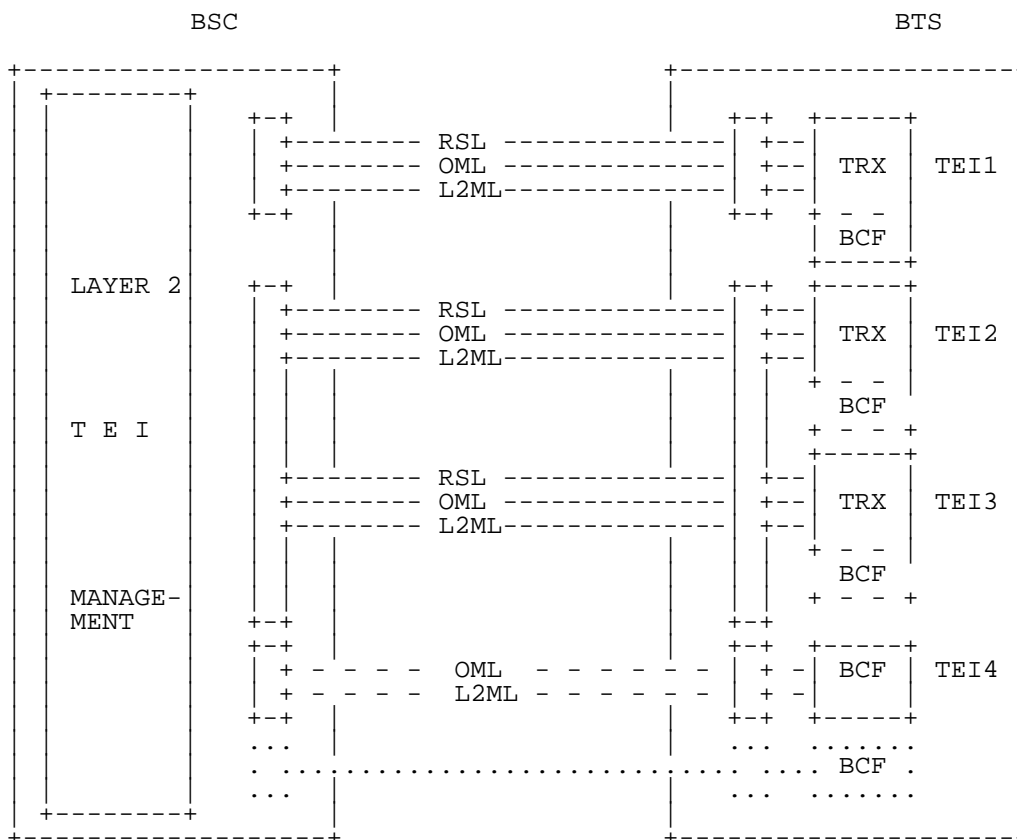 BSC BTS
RSL
OML TRX TEI1
L2ML
BCF
LAYER 2
RSL
OML TRX TEI2
L2ML
BCF
T E I
RSL
OML TRX TEI3
L2ML
BCF
MANAGE-
MENT
OML BCF TEI4
L2ML
BCF